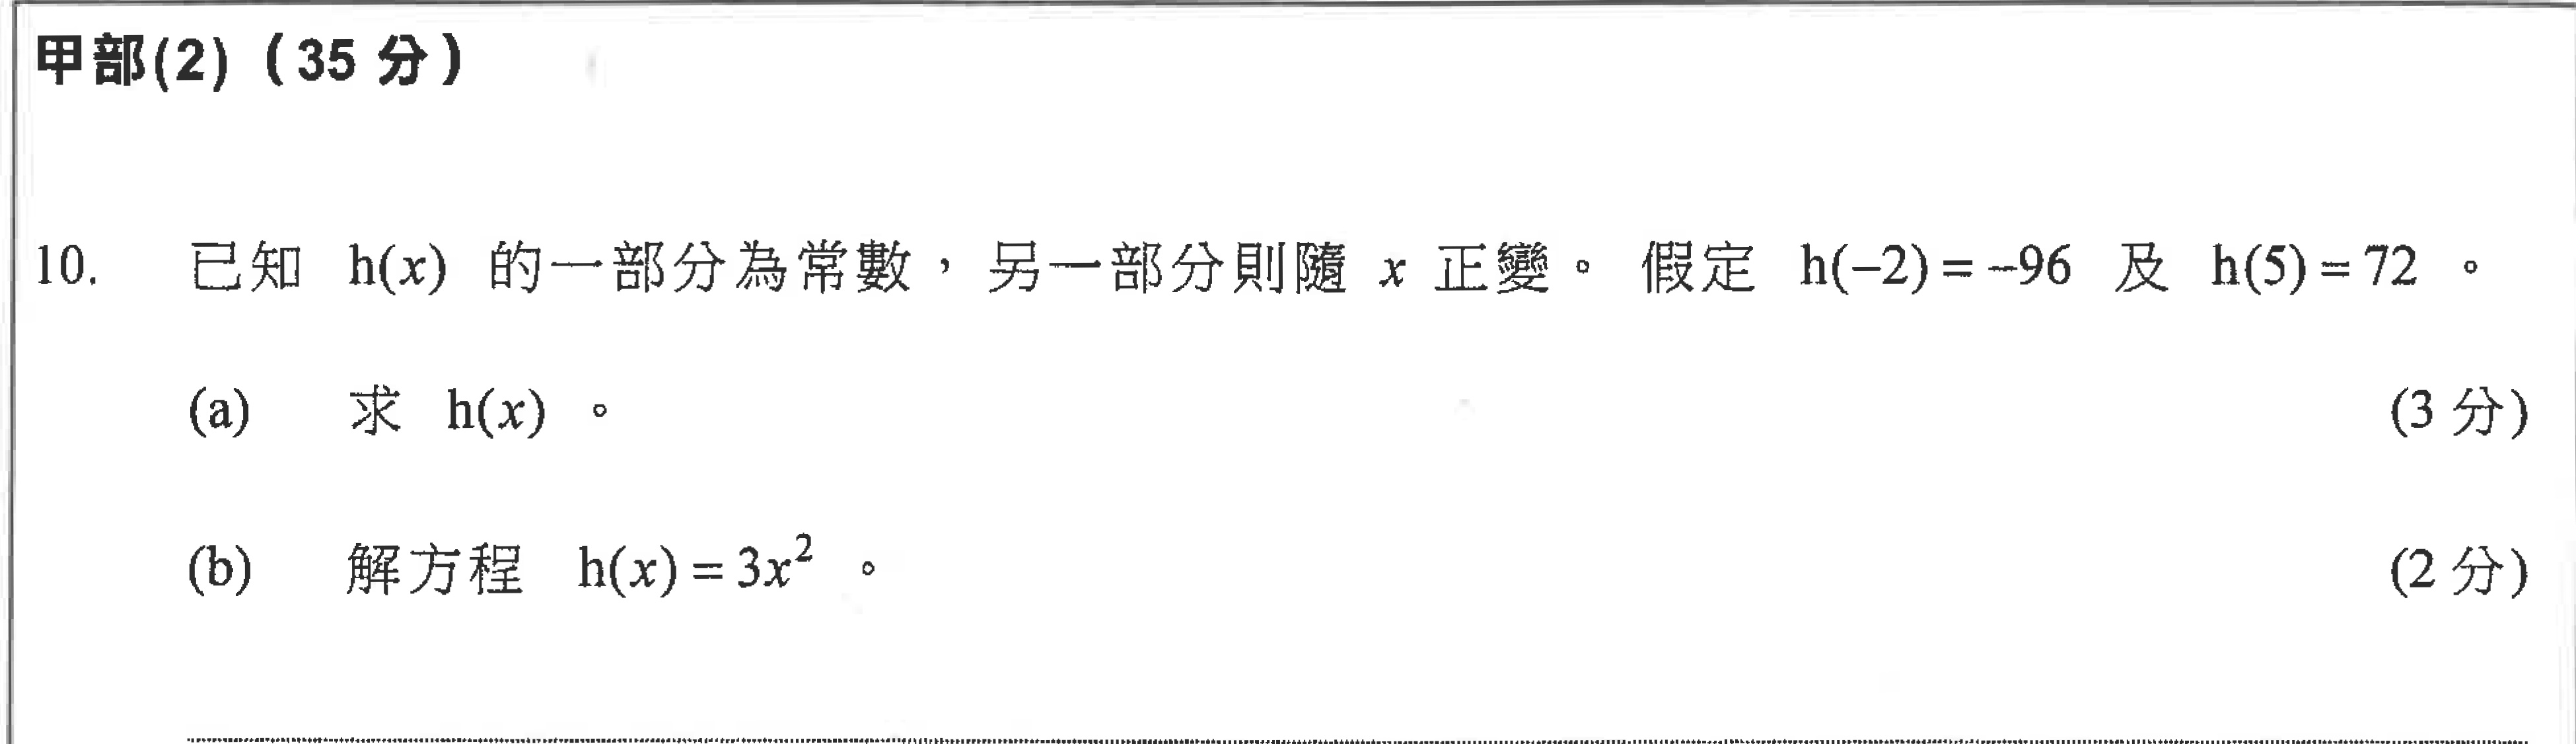 甲部(2)（35 分）
10. 已知 h(x) 的一部分為常數，另一部分則隨 x 正變。假定 h(−2) = −96 及 h(5) = 72 。
(a) 求 h(x) 。 (3 分)
(b) 解方程 h(x) = 3x² 。 (2 分)